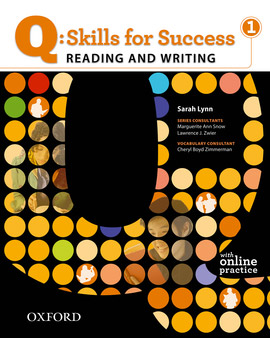 Q: Skills for Success 1
READING AND WRITING
Sarah Lynn
SERIES CONSULTANTS
Marguerite Ann Snow
Lawrence J. Zwier
VOCABULARY CONSULTANT
Cheryl Boyd Zimmerman
with
online
practice
OXFORD